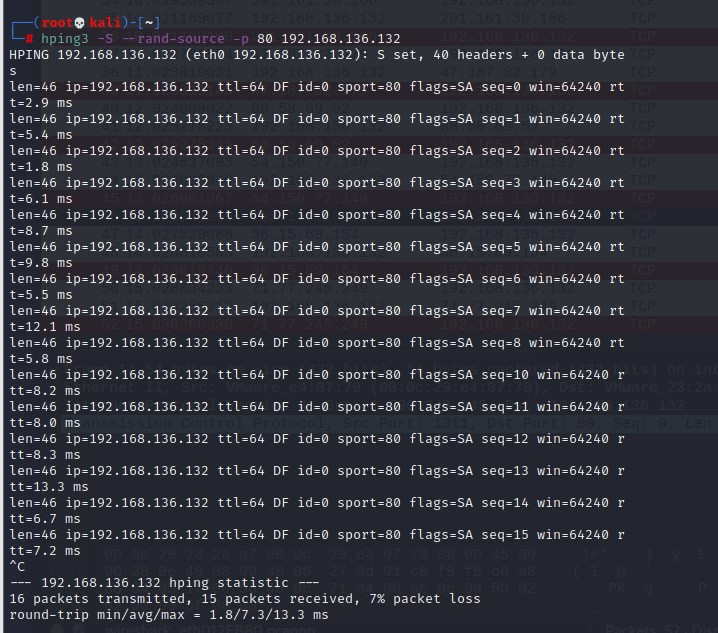 ┌──(root💀kali)-[~]
└─# hping3 -S --rand-source -p 80 192.168.136.132
HPING 192.168.136.132 (eth0 192.168.136.132): S set, 40 headers + 0 data byte
s
len=46 ip=192.168.136.132 ttl=64 DF id=0 sport=80 flags=SA seq=0 win=64240 rt
t=2.9 ms
len=46 ip=192.168.136.132 ttl=64 DF id=0 sport=80 flags=SA seq=1 win=64240 rt
t=5.4 ms
len=46 ip=192.168.136.132 ttl=64 DF id=0 sport=80 flags=SA seq=2 win=64240 rt
t=1.8 ms
len=46 ip=192.168.136.132 ttl=64 DF id=0 sport=80 flags=SA seq=3 win=64240 rt
t=6.1 ms
len=46 ip=192.168.136.132 ttl=64 DF id=0 sport=80 flags=SA seq=4 win=64240 rt
t=8.7 ms
len=46 ip=192.168.136.132 ttl=64 DF id=0 sport=80 flags=SA seq=5 win=64240 rt
t=9.8 ms
len=46 ip=192.168.136.132 ttl=64 DF id=0 sport=80 flags=SA seq=6 win=64240 rt
t=5.5 ms
len=46 ip=192.168.136.132 ttl=64 DF id=0 sport=80 flags=SA seq=7 win=64240 rt
t=12.1 ms
len=46 ip=192.168.136.132 ttl=64 DF id=0 sport=80 flags=SA seq=8 win=64240 rt
t=5.8 ms
len=46 ip=192.168.136.132 ttl=64 DF id=0 sport=80 flags=SA seq=10 win=64240 r
tt=8.2 ms
len=46 ip=192.168.136.132 ttl=64 DF id=0 sport=80 flags=SA seq=11 win=64240 r
tt=8.0 ms
len=46 ip=192.168.136.132 ttl=64 DF id=0 sport=80 flags=SA seq=12 win=64240 r
tt=8.3 ms
len=46 ip=192.168.136.132 ttl=64 DF id=0 sport=80 flags=SA seq=13 win=64240 r
tt=13.3 ms
len=46 ip=192.168.136.132 ttl=64 DF id=0 sport=80 flags=SA seq=14 win=64240 r
tt=6.7 ms
len=46 ip=192.168.136.132 ttl=64 DF id=0 sport=80 flags=SA seq=15 win=64240 r
tt=7.2 ms
^C
--- 192.168.136.132 hping statistic ---
16 packets transmitted, 15 packets received, 7% packet loss
round-trip min/avg/max = 1.8/7.3/13.3 ms